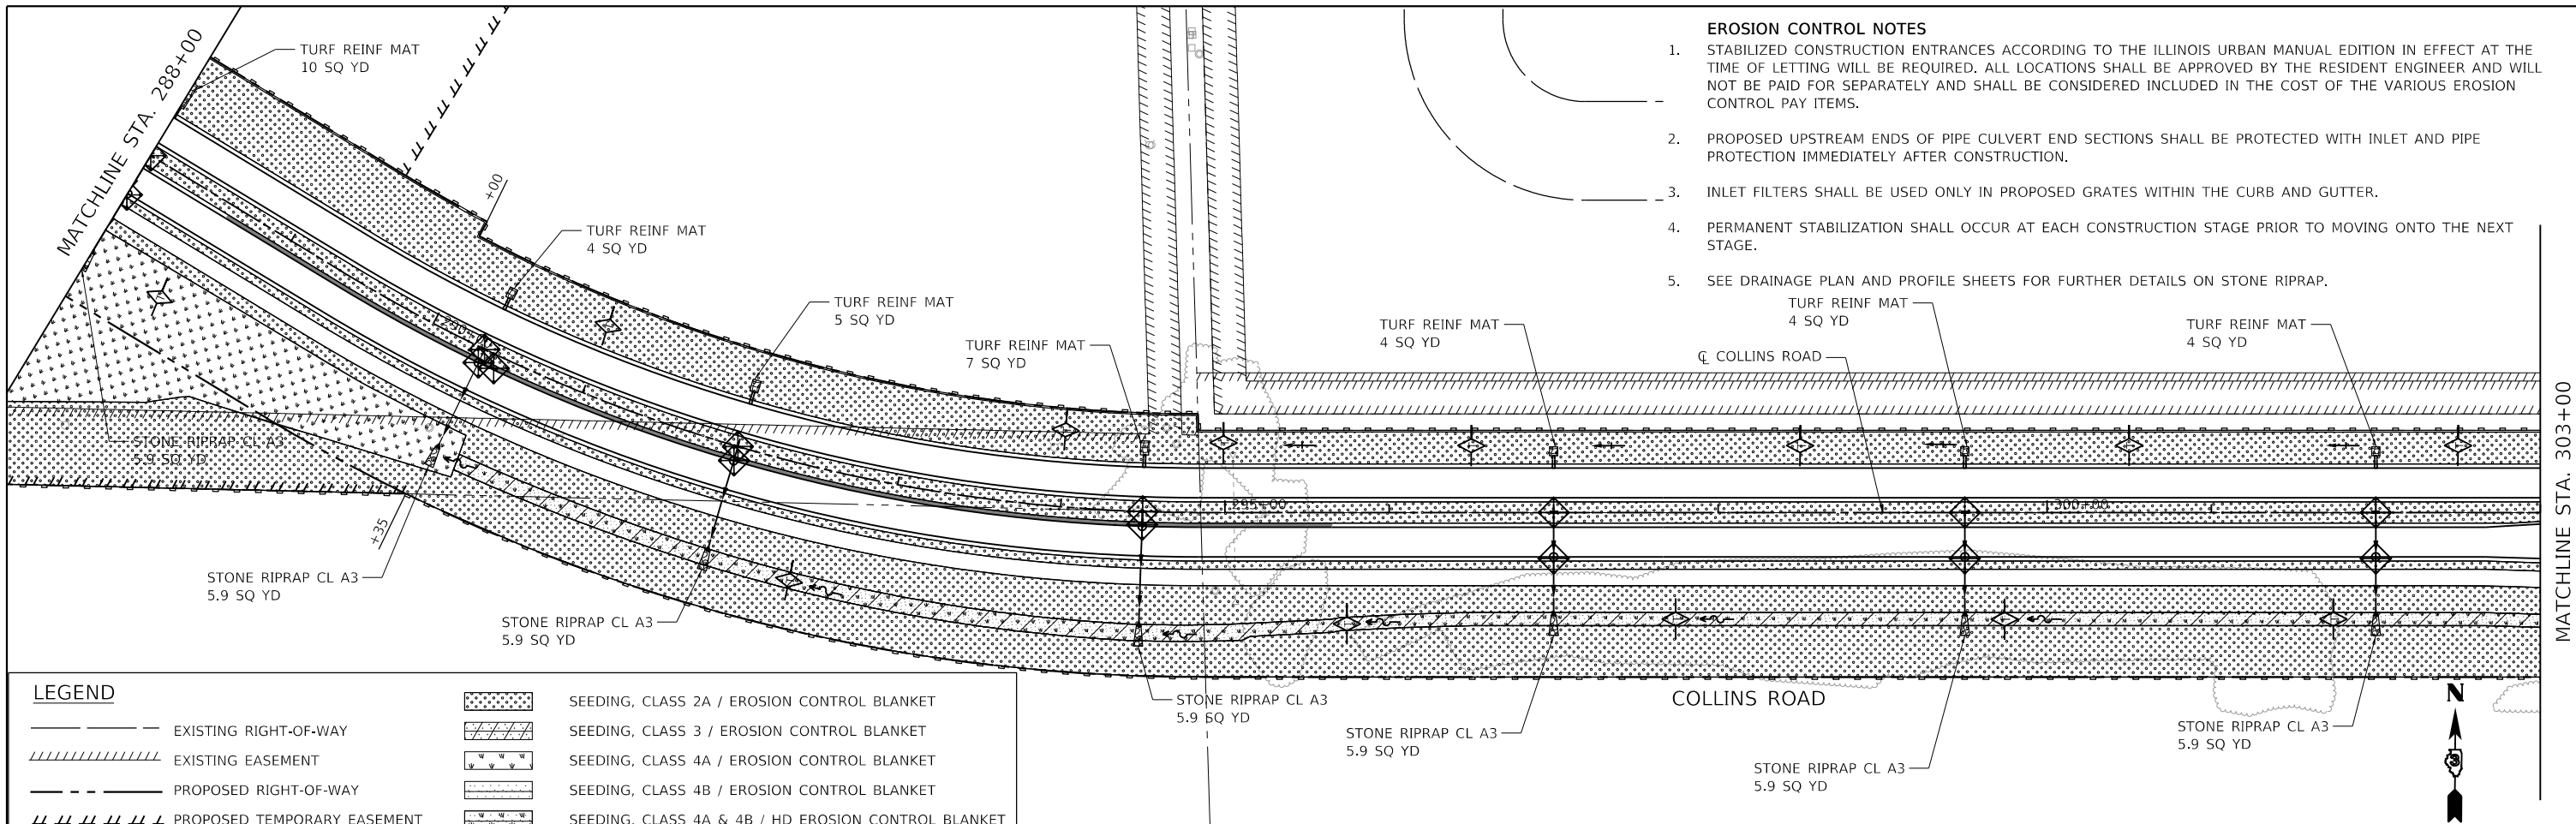 EROSION CONTROL NOTES
1. STABILIZED CONSTRUCTION ENTRANCES ACCORDING TO THE ILLINOIS URBAN MANUAL EDITION IN EFFECT AT THE
TIME OF LETTING WILL BE REQUIRED. ALL LOCATIONS SHALL BE APPROVED BY THE RESIDENT ENGINEER AND WILL
NOT BE PAID FOR SEPARATELY AND SHALL BE CONSIDERED INCLUDED IN THE COST OF THE VARIOUS EROSION
CONTROL PAY ITEMS.
2. PROPOSED UPSTREAM ENDS OF PIPE CULVERT END SECTIONS SHALL BE PROTECTED WITH INLET AND PIPE
PROTECTION IMMEDIATELY AFTER CONSTRUCTION.
3. INLET FILTERS SHALL BE USED ONLY IN PROPOSED GRATES WITHIN THE CURB AND GUTTER.
4. PERMANENT STABILIZATION SHALL OCCUR AT EACH CONSTRUCTION STAGE PRIOR TO MOVING ONTO THE NEXT
STAGE.
5. SEE DRAINAGE PLAN AND PROFILE SHEETS FOR FURTHER DETAILS ON STONE RIPRAP.
MATCHLINE STA. 288+00
TURF REINF MAT
10 SQ YD
+00
TURF REINF MAT
4 SQ YD
TURF REINF MAT
5 SQ YD
TURF REINF MAT
7 SQ YD
TURF REINF MAT
4 SQ YD
TURF REINF MAT
4 SQ YD
℄ COLLINS ROAD
TURF REINF MAT
4 SQ YD
MATCHLINE STA. 303+00
295+00
300+00
STONE RIPRAP CL A3
5.9 SQ YD
+35
STONE RIPRAP CL A3
5.9 SQ YD
STONE RIPRAP CL A3
5.9 SQ YD
STONE RIPRAP CL A3
5.9 SQ YD
STONE RIPRAP CL A3
5.9 SQ YD
STONE RIPRAP CL A3
5.9 SQ YD
STONE RIPRAP CL A3
5.9 SQ YD
COLLINS ROAD
N
3
LEGEND
EXISTING RIGHT-OF-WAY
EXISTING EASEMENT
PROPOSED RIGHT-OF-WAY
PROPOSED TEMPORARY EASEMENT
SEEDING, CLASS 2A / EROSION CONTROL BLANKET
SEEDING, CLASS 3 / EROSION CONTROL BLANKET
SEEDING, CLASS 4A / EROSION CONTROL BLANKET
SEEDING, CLASS 4B / EROSION CONTROL BLANKET
SEEDING, CLASS 4A & 4B / HD EROSION CONTROL BLANKET